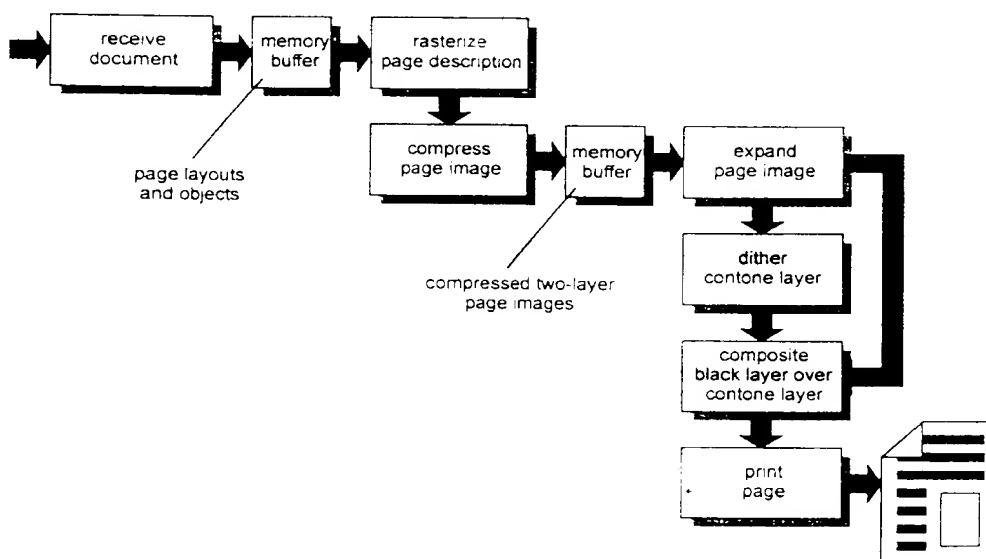 receive
document
memory
buffer
rasterize
page description
page layouts
and objects
compress
page image
memory
buffer
expand
page image
compressed two-layer
page images
dither
contone layer
composite
black layer over
contone layer
print
page